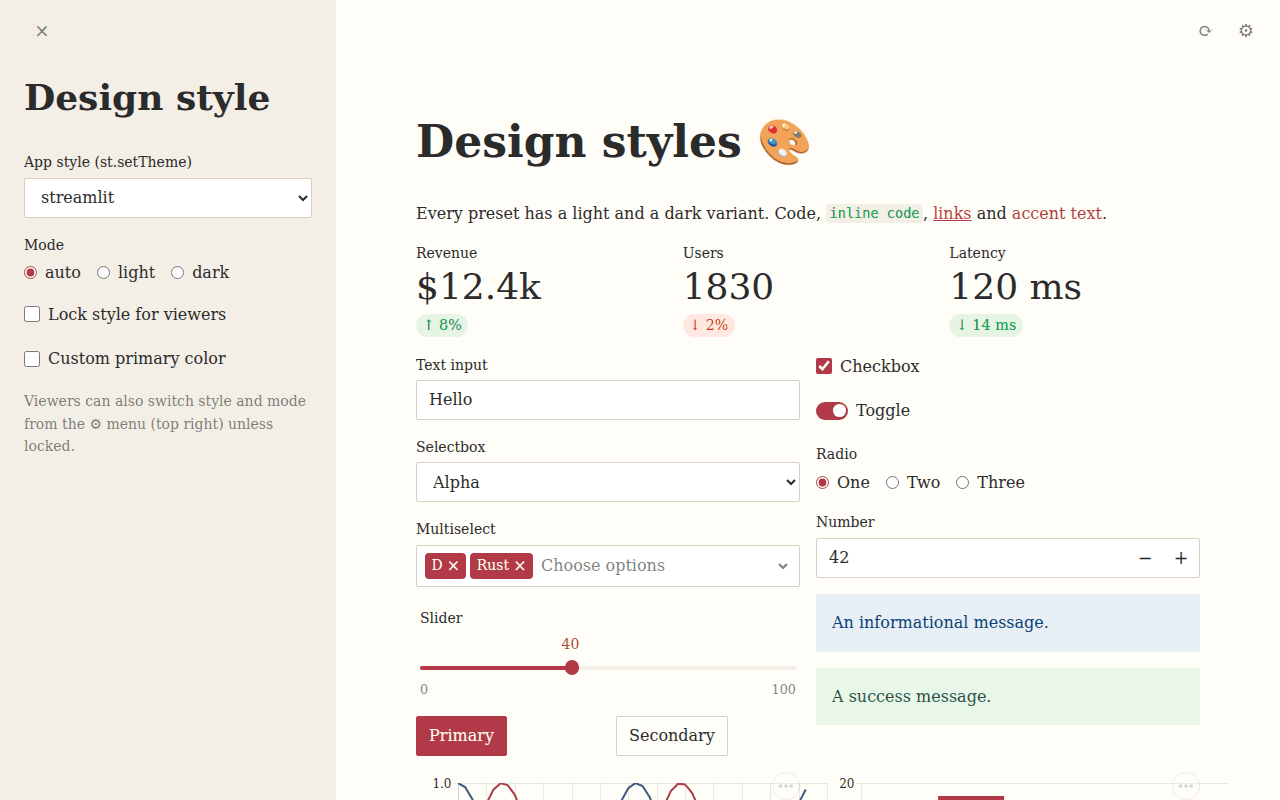 Design style
App style (st.setTheme)
streamlit
Mode
auto light dark
Lock style for viewers
Custom primary color
Viewers can also switch style and mode
from the ⚙ menu (top right) unless
locked.
Design styles 🎨
Every preset has a light and a dark variant. Code, inline code, links and accent text.
Revenue
$12.4k
↑ 8%
Users
1830
↓ 2%
Latency
120 ms
↓ 14 ms
Text input
Hello
Selectbox
Alpha
Multiselect
D × Rust × Choose options
Slider
40
0 100
Primary Secondary
Checkbox
Toggle
Radio
One Two Three
Number
42 − +
An informational message.
A success message.
1.0
20